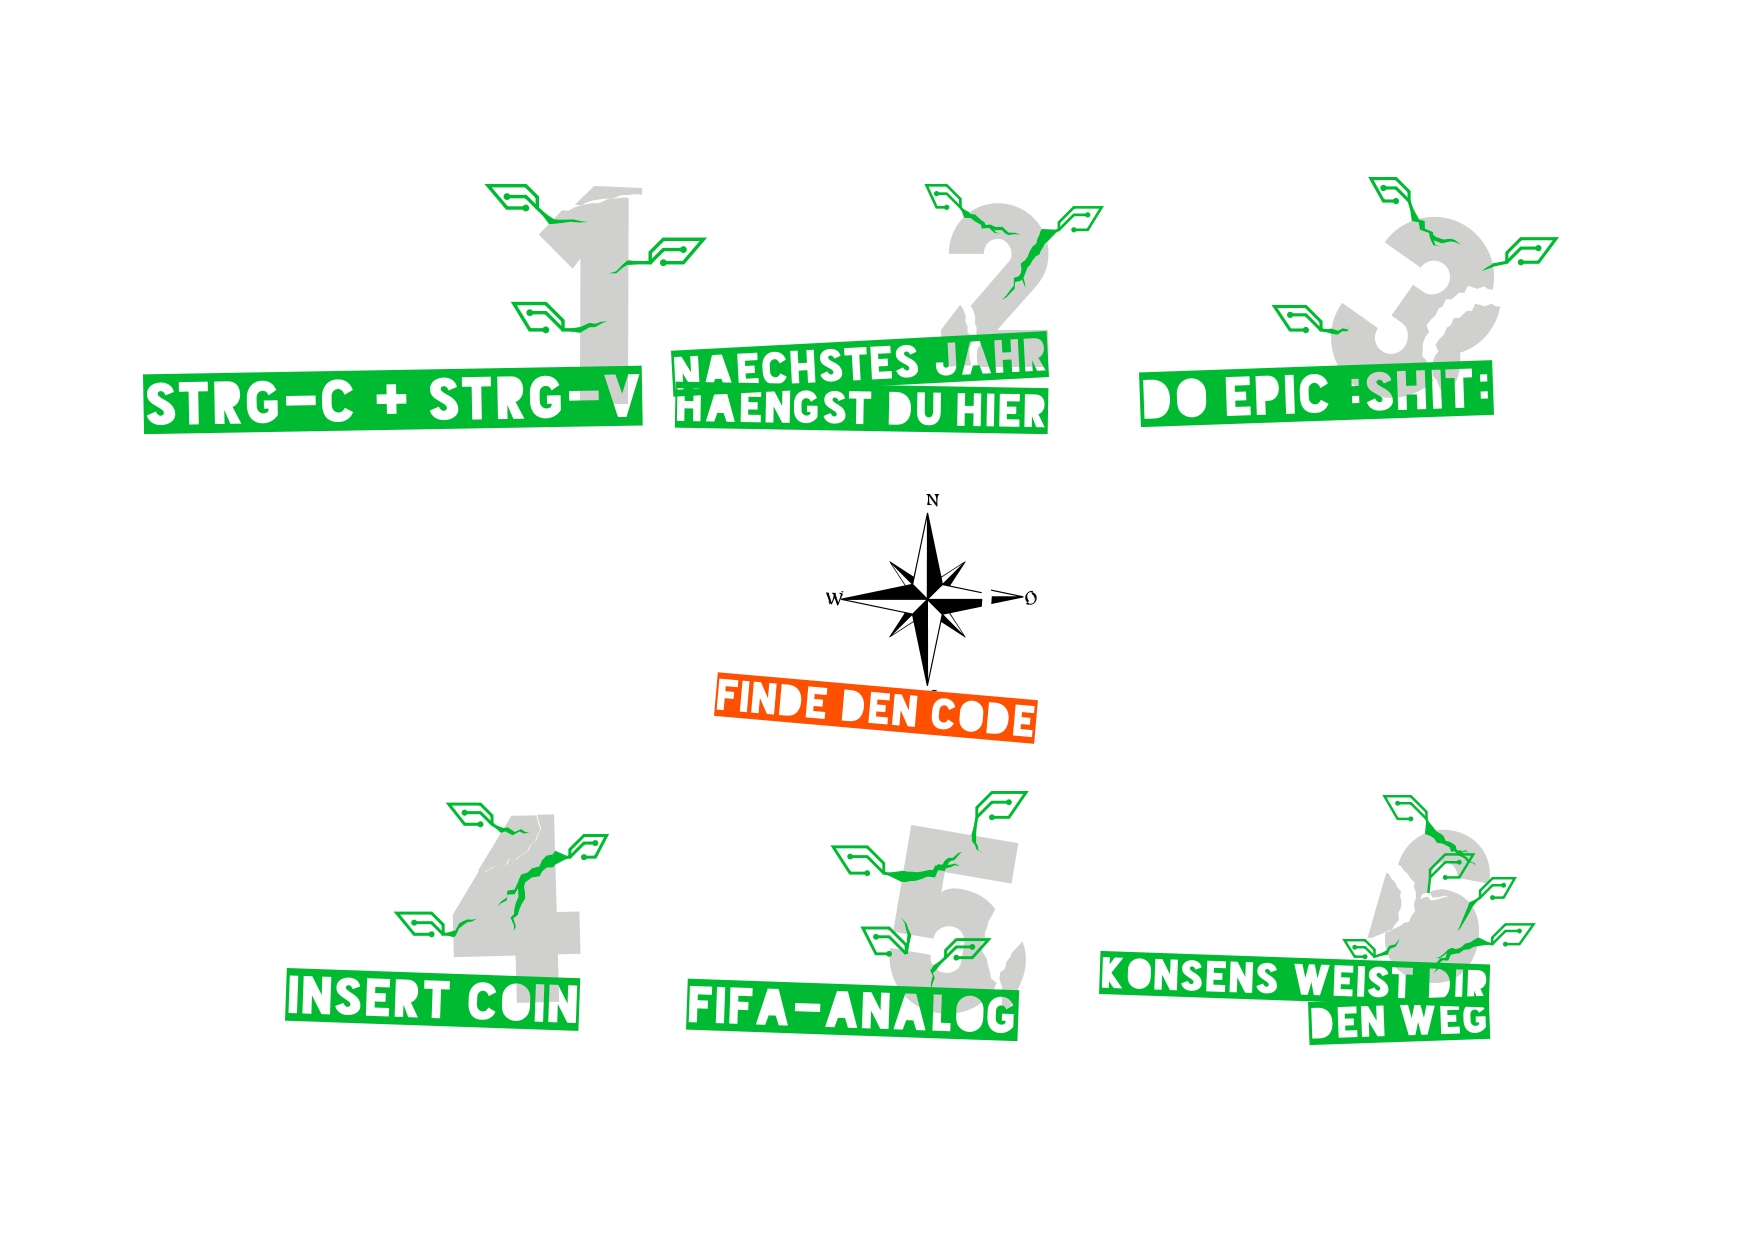 1
STRG-C + STRG-V
2
NAECHSTES JAHR
HAENGST DU HIER
3
DO EPIC :SHIT:
N
W O
FINDE DEN CODE
4
INSERT COIN
5
FIFA-ANALOG
6
KONSENS WEIST DIR
DEN WEG